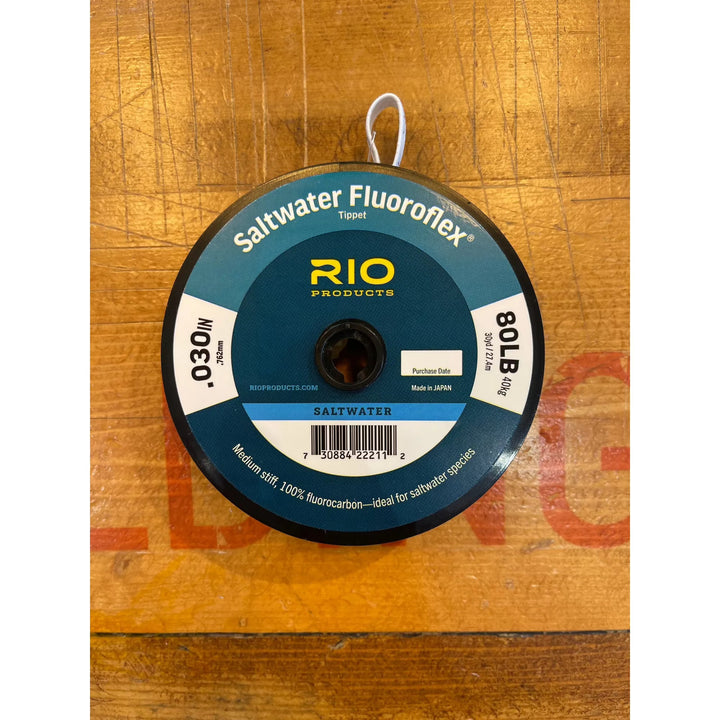 Saltwater Fluoroflex®
Tippet
RIO
PRODUCTS
.030IN
.762mm
80LB 40kg
30yd / 27.4m
Purchase Date
RIOPRODUCTS.COM
Made in JAPAN
SALTWATER
7 30884 22211 2
Medium stiff, 100% fluorocarbon—ideal for saltwater species
LDING